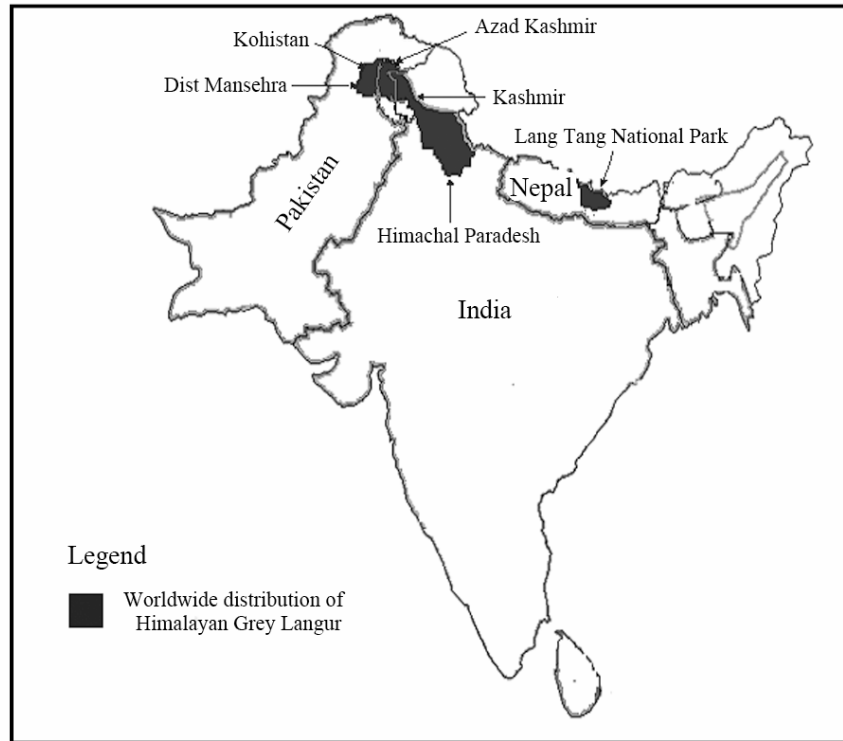 Kohistan
Azad Kashmir
Dist Mansehra
Kashmir
Lang Tang National Park
Pakistan
Nepal
Himachal Paradesh
India
Legend
Worldwide distribution of
Himalayan Grey Langur